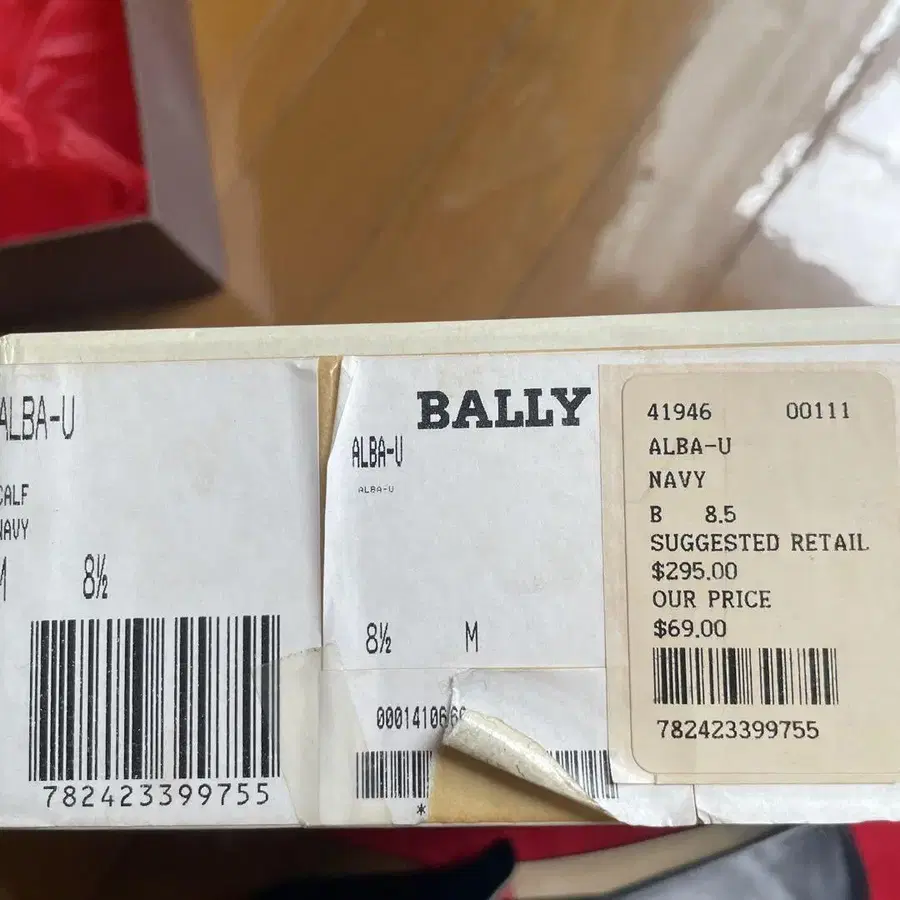 ALBA-U
CALF
NAVY
M 8½
782423399755
BALLY
ALBA-U
ALBA-U
8½ M
0001410666
*
41946 00111
ALBA-U
NAVY
B 8.5
SUGGESTED RETAIL
$295.00
OUR PRICE
$69.00
782423399755